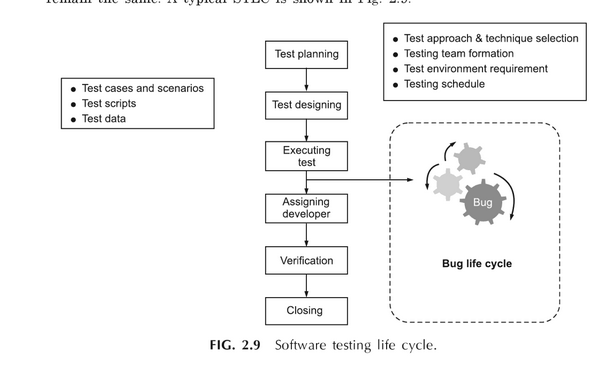 remain the same. A typical STLC is shown in Fig. 2.9.
Test planning
● Test approach & technique selection
● Testing team formation
● Test environment requirement
● Testing schedule
● Test cases and scenarios
● Test scripts
● Test data
Test designing
Executing
test
Assigning
developer
Verification
Closing
Bug
Bug life cycle
FIG. 2.9 Software testing life cycle.